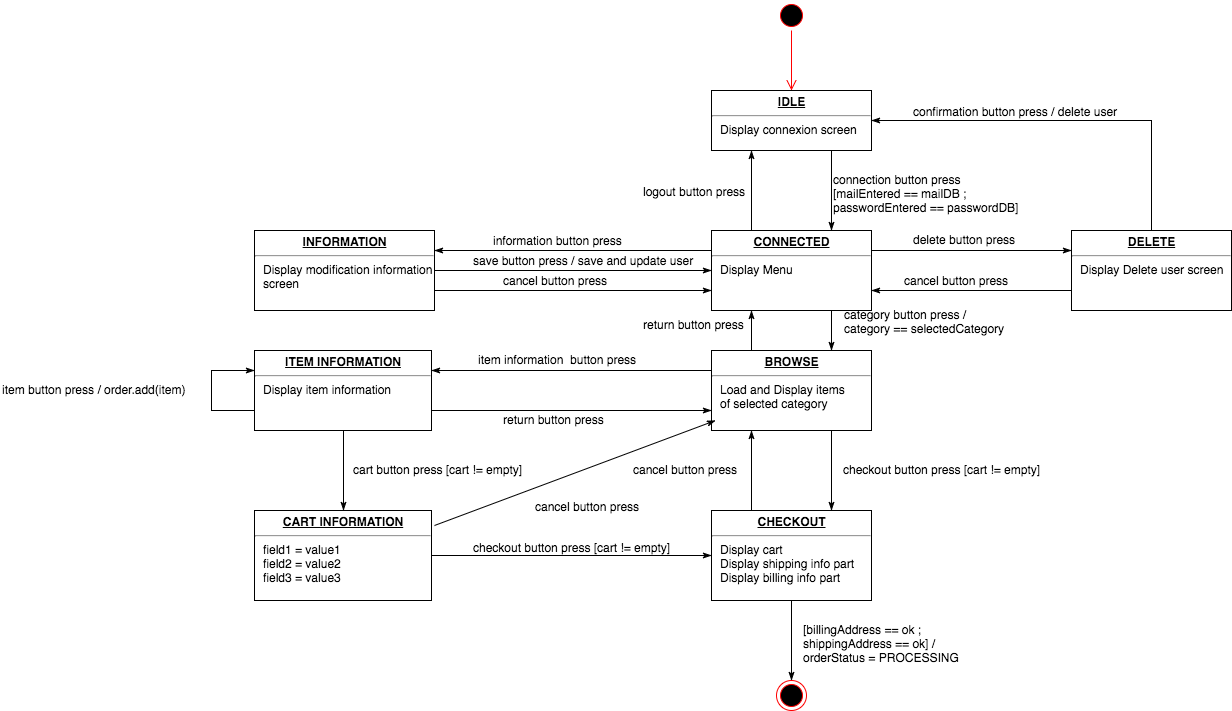 IDLE
Display connexion screen
confirmation button press / delete user
logout button press
connection button press
[mailEntered == mailDB ;
passwordEntered == passwordDB]
INFORMATION
Display modification information
screen
information button press
save button press / save and update user
cancel button press
CONNECTED
Display Menu
delete button press
cancel button press
DELETE
Display Delete user screen
return button press
category button press /
category == selectedCategory
item button press / order.add(item)
ITEM INFORMATION
Display item information
item information  button press
return button press
BROWSE
Load and Display items
of selected category
cart button press [cart != empty]
cancel button press
cancel button press
checkout button press [cart != empty]
CART INFORMATION
field1 = value1
field2 = value2
field3 = value3
checkout button press [cart != empty]
CHECKOUT
Display cart
Display shipping info part
Display billing info part
[billingAddress == ok ;
shippingAddress == ok] /
orderStatus = PROCESSING